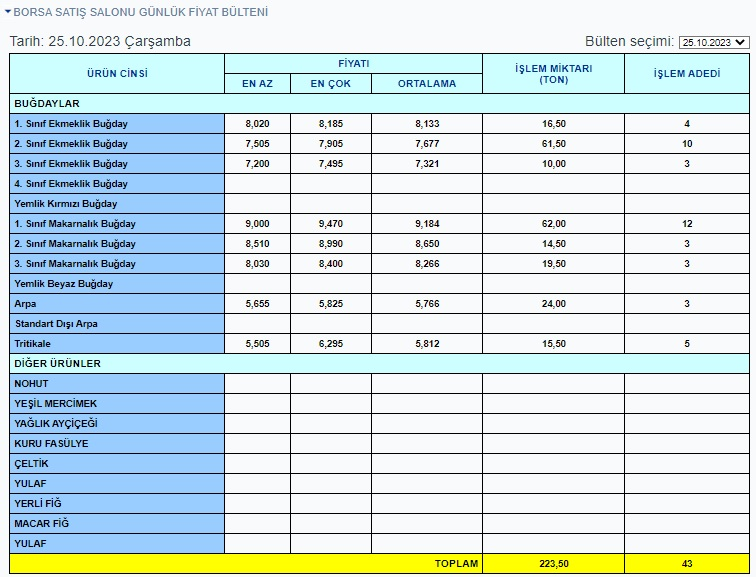 BORSA SATIŞ SALONU GÜNLÜK FİYAT BÜLTENİ
Tarih: 25.10.2023 Çarşamba Bülten seçimi: 25.10.2023
ÜRÜN CİNSİ FİYATI İŞLEM MİKTARI (TON) İŞLEM ADEDİ
EN AZ EN ÇOK ORTALAMA
BUĞDAYLAR
1. Sınıf Ekmeklik Buğday 8,020 8,185 8,133 16,50 4
2. Sınıf Ekmeklik Buğday 7,505 7,905 7,677 61,50 10
3. Sınıf Ekmeklik Buğday 7,200 7,495 7,321 10,00 3
4. Sınıf Ekmeklik Buğday
Yemlik Kırmızı Buğday
1. Sınıf Makarnalık Buğday 9,000 9,470 9,184 62,00 12
2. Sınıf Makarnalık Buğday 8,510 8,990 8,650 14,50 3
3. Sınıf Makarnalık Buğday 8,030 8,400 8,266 19,50 3
Yemlik Beyaz Buğday
Arpa 5,655 5,825 5,766 24,00 3
Standart Dışı Arpa
Tritikale 5,505 6,295 5,812 15,50 5
DİĞER ÜRÜNLER
NOHUT
YEŞİL MERCİMEK
YAĞLIK AYÇİÇEĞİ
KURU FASÜLYE
ÇELTİK
YULAF
YERLİ FİĞ
MACAR FİĞ
YULAF
TOPLAM 223,50 43